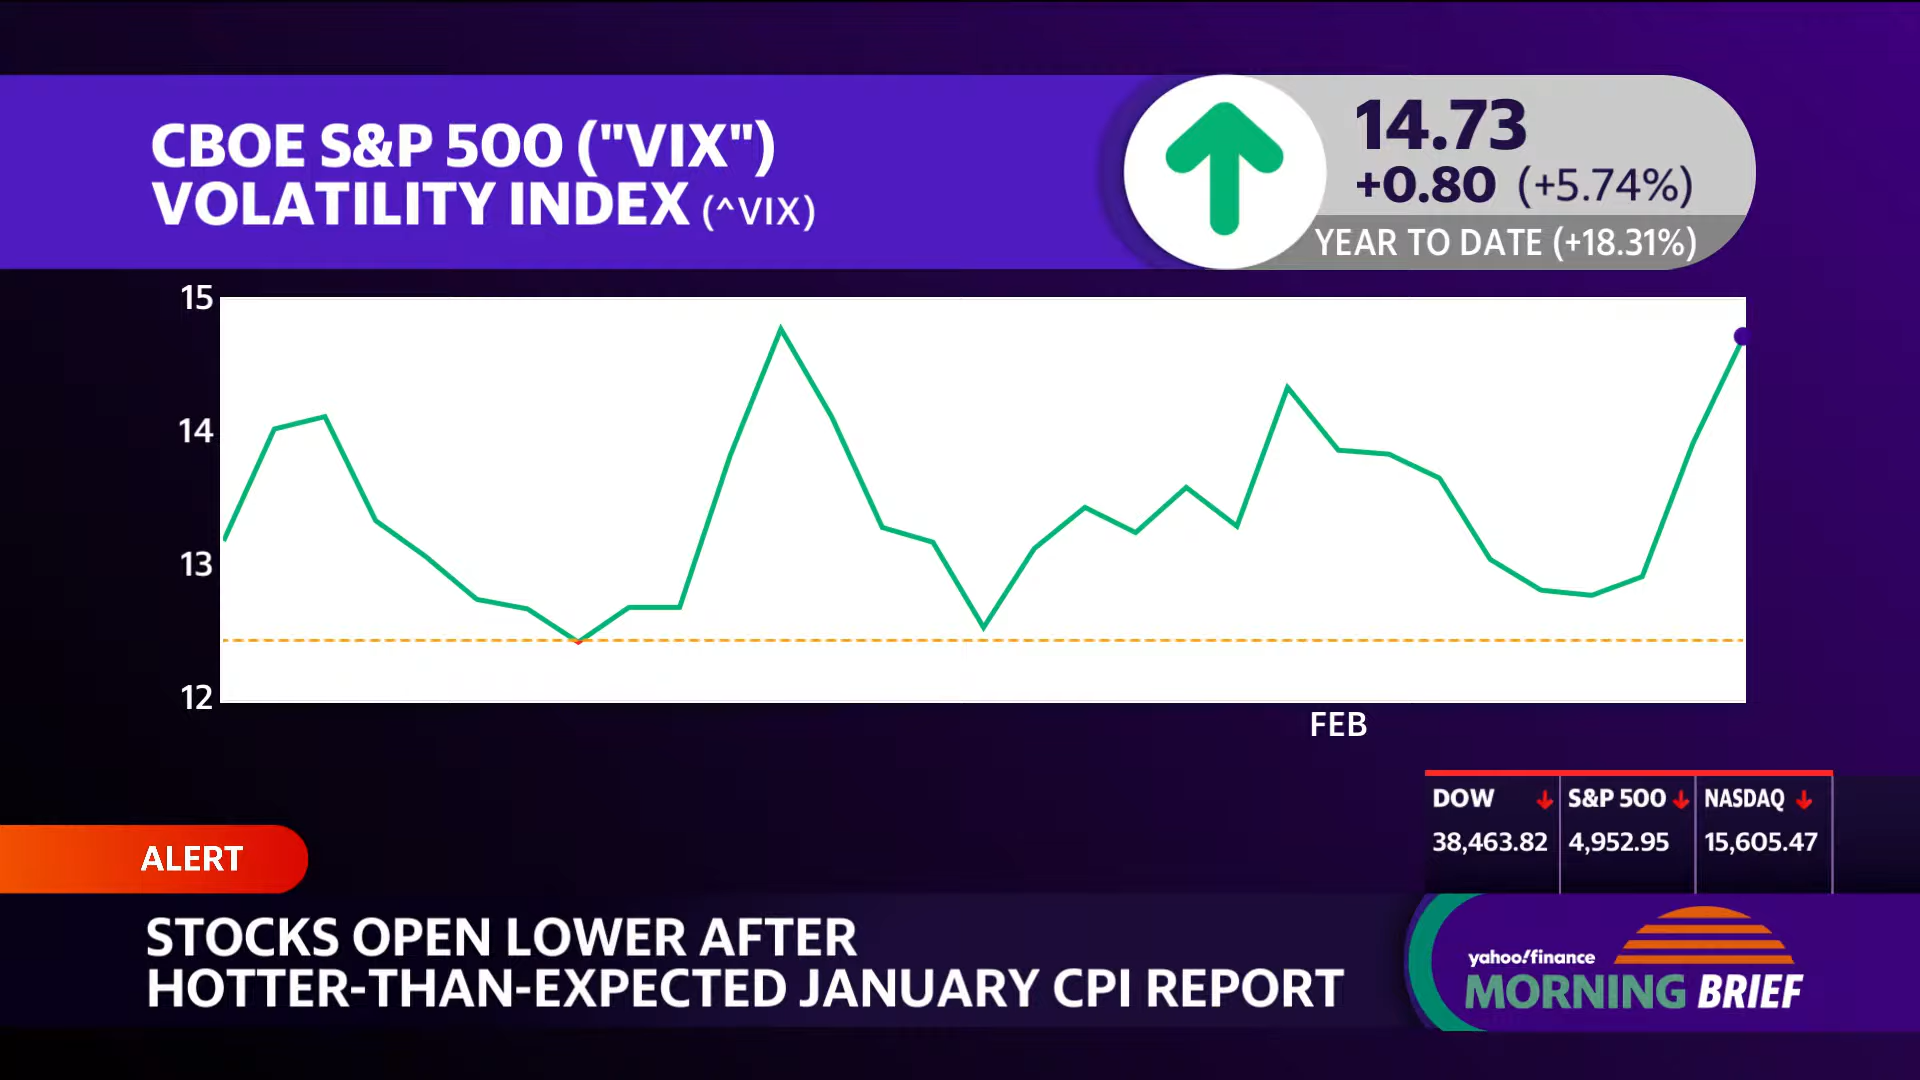 CBOE S&P 500 ("VIX")
VOLATILITY INDEX (^VIX)
14.73
+0.80 (+5.74%)
YEAR TO DATE (+18.31%)
15
14
13
12
FEB
DOW S&P 500 NASDAQ
38,463.82 4,952.95 15,605.47
ALERT
STOCKS OPEN LOWER AFTER
HOTTER-THAN-EXPECTED JANUARY CPI REPORT
yahoo!finance
MORNING BRIEF